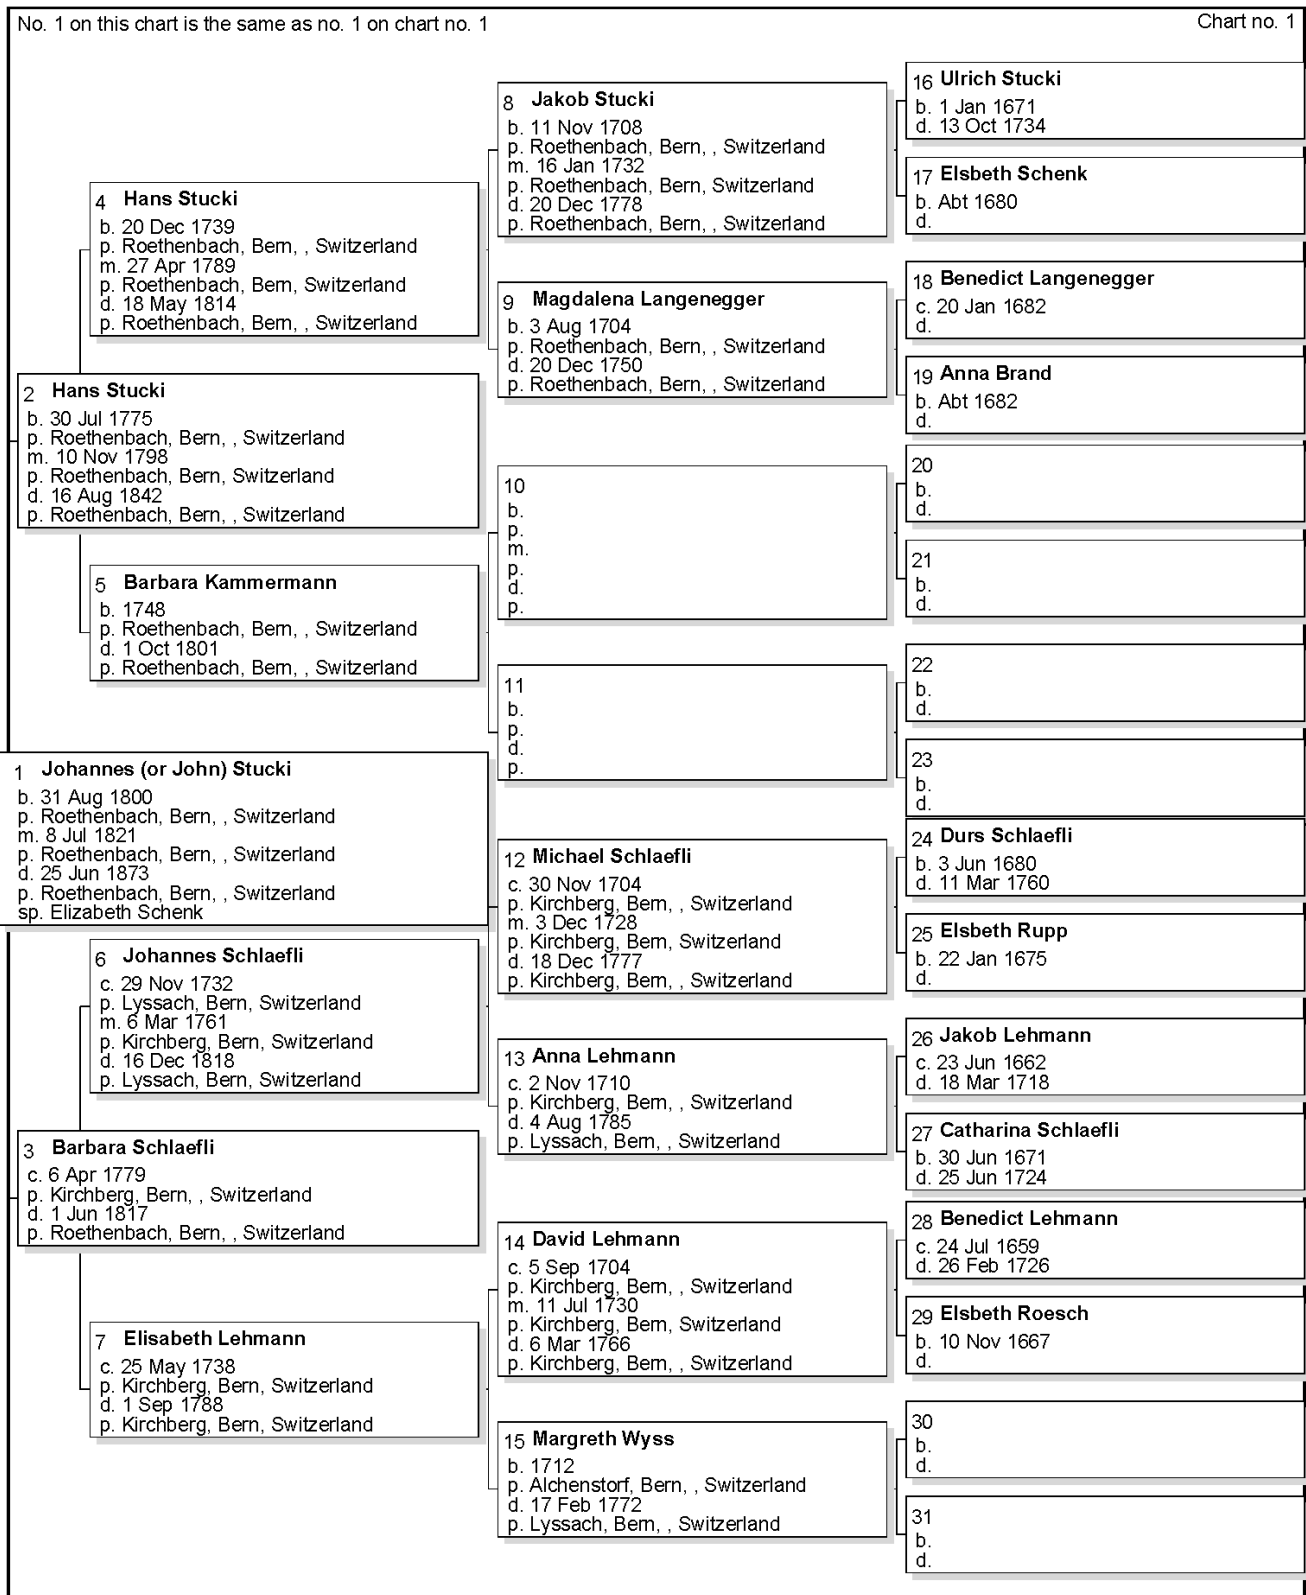 No. 1 on this chart is the same as no. 1 on chart no. 1
Chart no. 1
16 Ulrich Stucki
b. 1 Jan 1671
d. 13 Oct 1734
8 Jakob Stucki
b. 11 Nov 1708
p. Roethenbach, Bern, , Switzerland
m. 16 Jan 1732
p. Roethenbach, Bern, Switzerland
d. 20 Dec 1778
p. Roethenbach, Bern, , Switzerland
17 Elsbeth Schenk
b. Abt 1680
d.
4 Hans Stucki
b. 20 Dec 1739
p. Roethenbach, Bern, , Switzerland
m. 27 Apr 1789
p. Roethenbach, Bern, Switzerland
d. 18 May 1814
p. Roethenbach, Bern, , Switzerland
18 Benedict Langenegger
c. 20 Jan 1682
d.
9 Magdalena Langenegger
b. 3 Aug 1704
p. Roethenbach, Bern, , Switzerland
d. 20 Dec 1750
p. Roethenbach, Bern, , Switzerland
19 Anna Brand
b. Abt 1682
d.
2 Hans Stucki
b. 30 Jul 1775
p. Roethenbach, Bern, , Switzerland
m. 10 Nov 1798
p. Roethenbach, Bern, Switzerland
d. 16 Aug 1842
p. Roethenbach, Bern, , Switzerland
20
b.
d.
10
b.
p.
m.
p.
d.
p.
21
b.
d.
5 Barbara Kammermann
b. 1748
p. Roethenbach, Bern, , Switzerland
d. 1 Oct 1801
p. Roethenbach, Bern, , Switzerland
22
b.
d.
11
b.
p.
d.
p.
23
b.
d.
1 Johannes (or John) Stucki
b. 31 Aug 1800
p. Roethenbach, Bern, , Switzerland
m. 8 Jul 1821
p. Roethenbach, Bern, , Switzerland
d. 25 Jun 1873
p. Roethenbach, Bern, , Switzerland
sp. Elizabeth Schenk
24 Durs Schlaefli
b. 3 Jun 1680
d. 11 Mar 1760
12 Michael Schlaefli
c. 30 Nov 1704
p. Kirchberg, Bern, , Switzerland
m. 3 Dec 1728
p. Kirchberg, Bern, Switzerland
d. 18 Dec 1777
p. Kirchberg, Bern, , Switzerland
25 Elsbeth Rupp
b. 22 Jan 1675
d.
6 Johannes Schlaefli
c. 29 Nov 1732
p. Lyssach, Bern, Switzerland
m. 6 Mar 1761
p. Kirchberg, Bern, Switzerland
d. 16 Dec 1818
p. Lyssach, Bern, Switzerland
26 Jakob Lehmann
c. 23 Jun 1662
d. 18 Mar 1718
13 Anna Lehmann
c. 2 Nov 1710
p. Kirchberg, Bern, , Switzerland
d. 4 Aug 1785
p. Lyssach, Bern, , Switzerland
27 Catharina Schlaefli
b. 30 Jun 1671
d. 25 Jun 1724
3 Barbara Schlaefli
c. 6 Apr 1779
p. Kirchberg, Bern, , Switzerland
d. 1 Jun 1817
p. Roethenbach, Bern, , Switzerland
28 Benedict Lehmann
c. 24 Jul 1659
d. 26 Feb 1726
14 David Lehmann
c. 5 Sep 1704
p. Kirchberg, Bern, , Switzerland
m. 11 Jul 1730
p. Kirchberg, Bern, Switzerland
d. 6 Mar 1766
p. Kirchberg, Bern, , Switzerland
29 Elsbeth Roesch
b. 10 Nov 1667
d.
7 Elisabeth Lehmann
c. 25 May 1738
p. Kirchberg, Bern, Switzerland
d. 1 Sep 1788
p. Kirchberg, Bern, Switzerland
30
b.
d.
15 Margreth Wyss
b. 1712
p. Alchenstorf, Bern, , Switzerland
d. 17 Feb 1772
p. Lyssach, Bern, , Switzerland
31
b.
d.